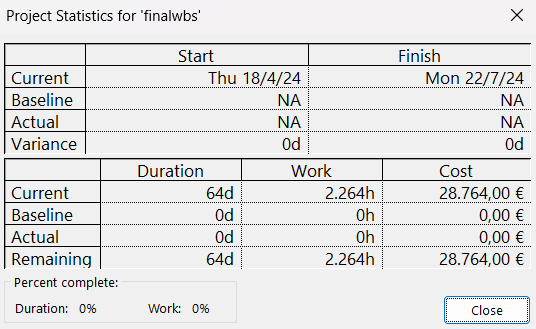 Project Statistics for 'finalwbs'
Start Finish
Current Thu 18/4/24 Mon 22/7/24
Baseline NA NA
Actual NA NA
Variance 0d 0d
Duration Work Cost
Current 64d 2.264h 28.764,00 €
Baseline 0d 0h 0,00 €
Actual 0d 0h 0,00 €
Remaining 64d 2.264h 28.764,00 €
Percent complete:
Duration: 0% Work: 0%
Close